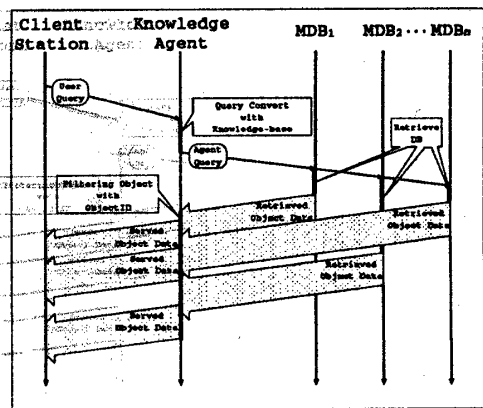 Client Knowledge
Station Agent
MDB1 MDB2 ··· MDBn
User
Query
Query Convert
with
Knowledge-base
Retrieve
DB
Agent
Query
Filtering Object
with
ObjectID
Retrieved
Object Data
Retrieved
Object Data
Served
Object Data
Served
Object Data
Retrieved
Object Data
Served
Object Data